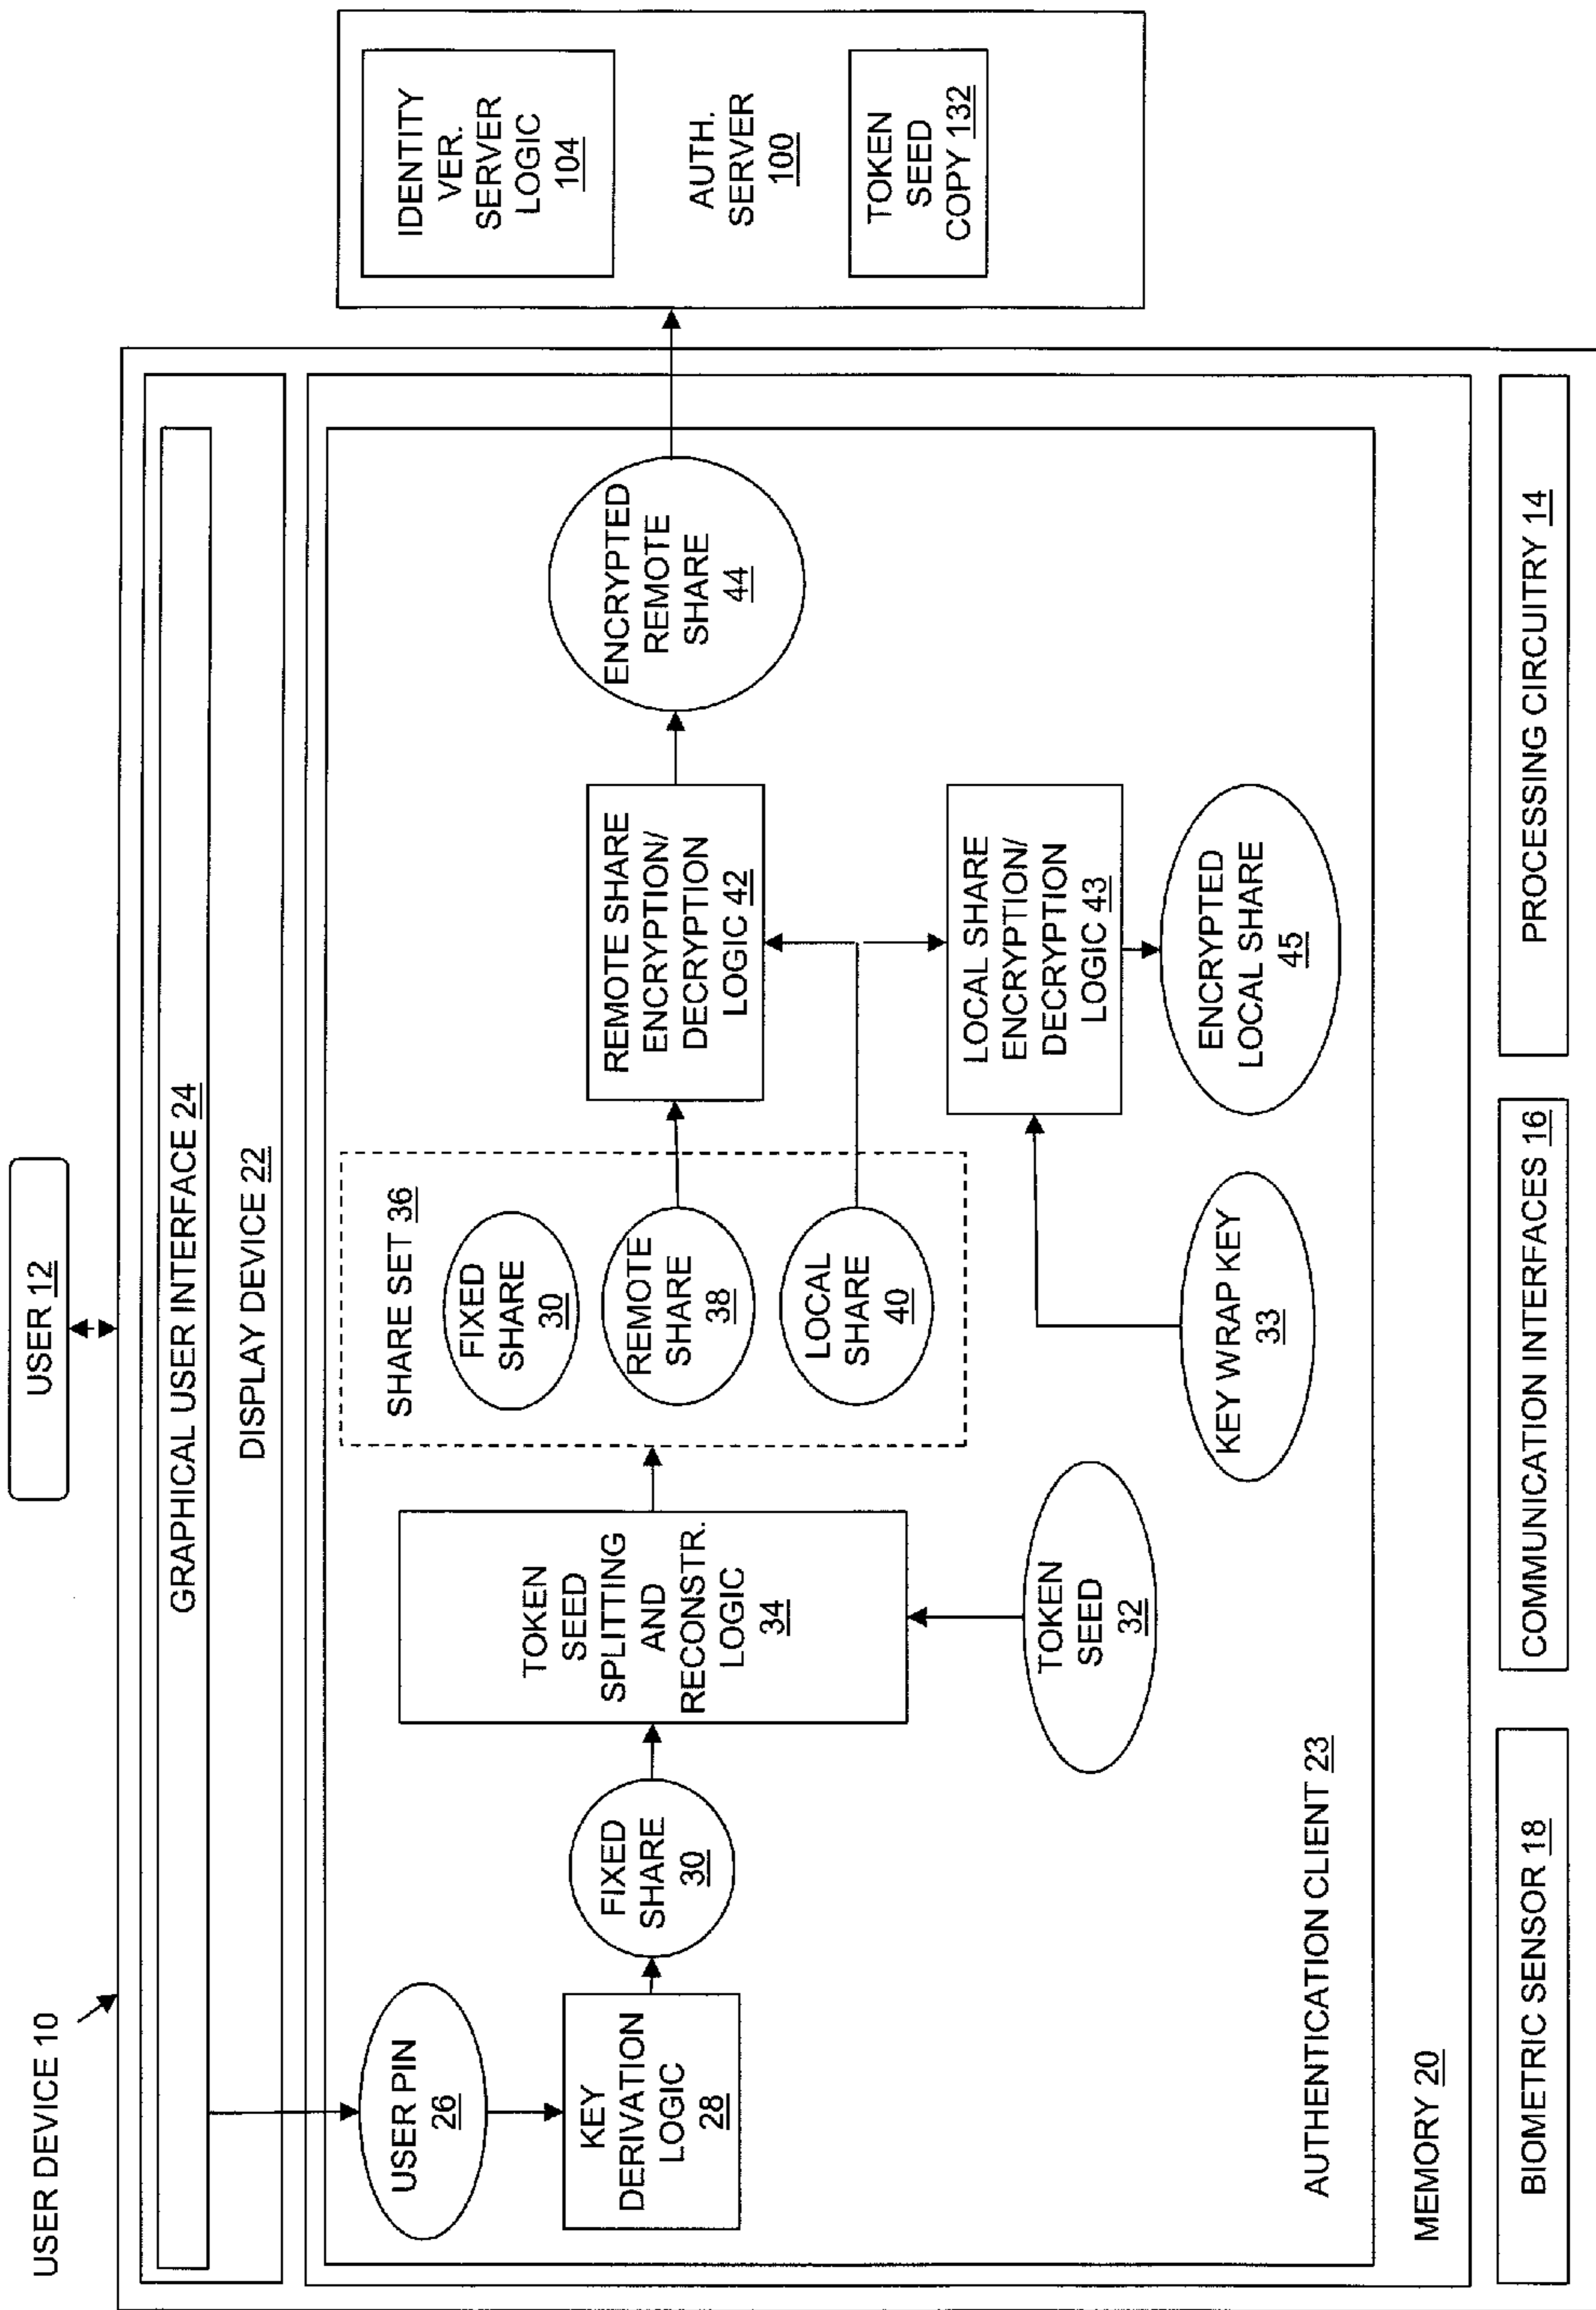 USER DEVICE 10
USER 12
GRAPHICAL USER INTERFACE 24
DISPLAY DEVICE 22
USER PIN
26
KEY
DERIVATION
LOGIC
28
FIXED
SHARE
30
TOKEN
SEED
SPLITTING
AND
RECONSTR.
LOGIC
34
TOKEN
SEED
32
SHARE SET 36
FIXED
SHARE
30
REMOTE
SHARE
38
LOCAL
SHARE
40
KEY WRAP KEY
33
REMOTE SHARE
ENCRYPTION/
DECRYPTION
LOGIC 42
LOCAL SHARE
ENCRYPTION/
DECRYPTION
LOGIC 43
ENCRYPTED
REMOTE
SHARE
44
ENCRYPTED
LOCAL SHARE
45
AUTHENTICATION CLIENT 23
MEMORY 20
BIOMETRIC SENSOR 18
COMMUNICATION INTERFACES 16
PROCESSING CIRCUITRY 14
IDENTITY
VER.
SERVER
LOGIC
104
AUTH.
SERVER
100
TOKEN
SEED
COPY 132